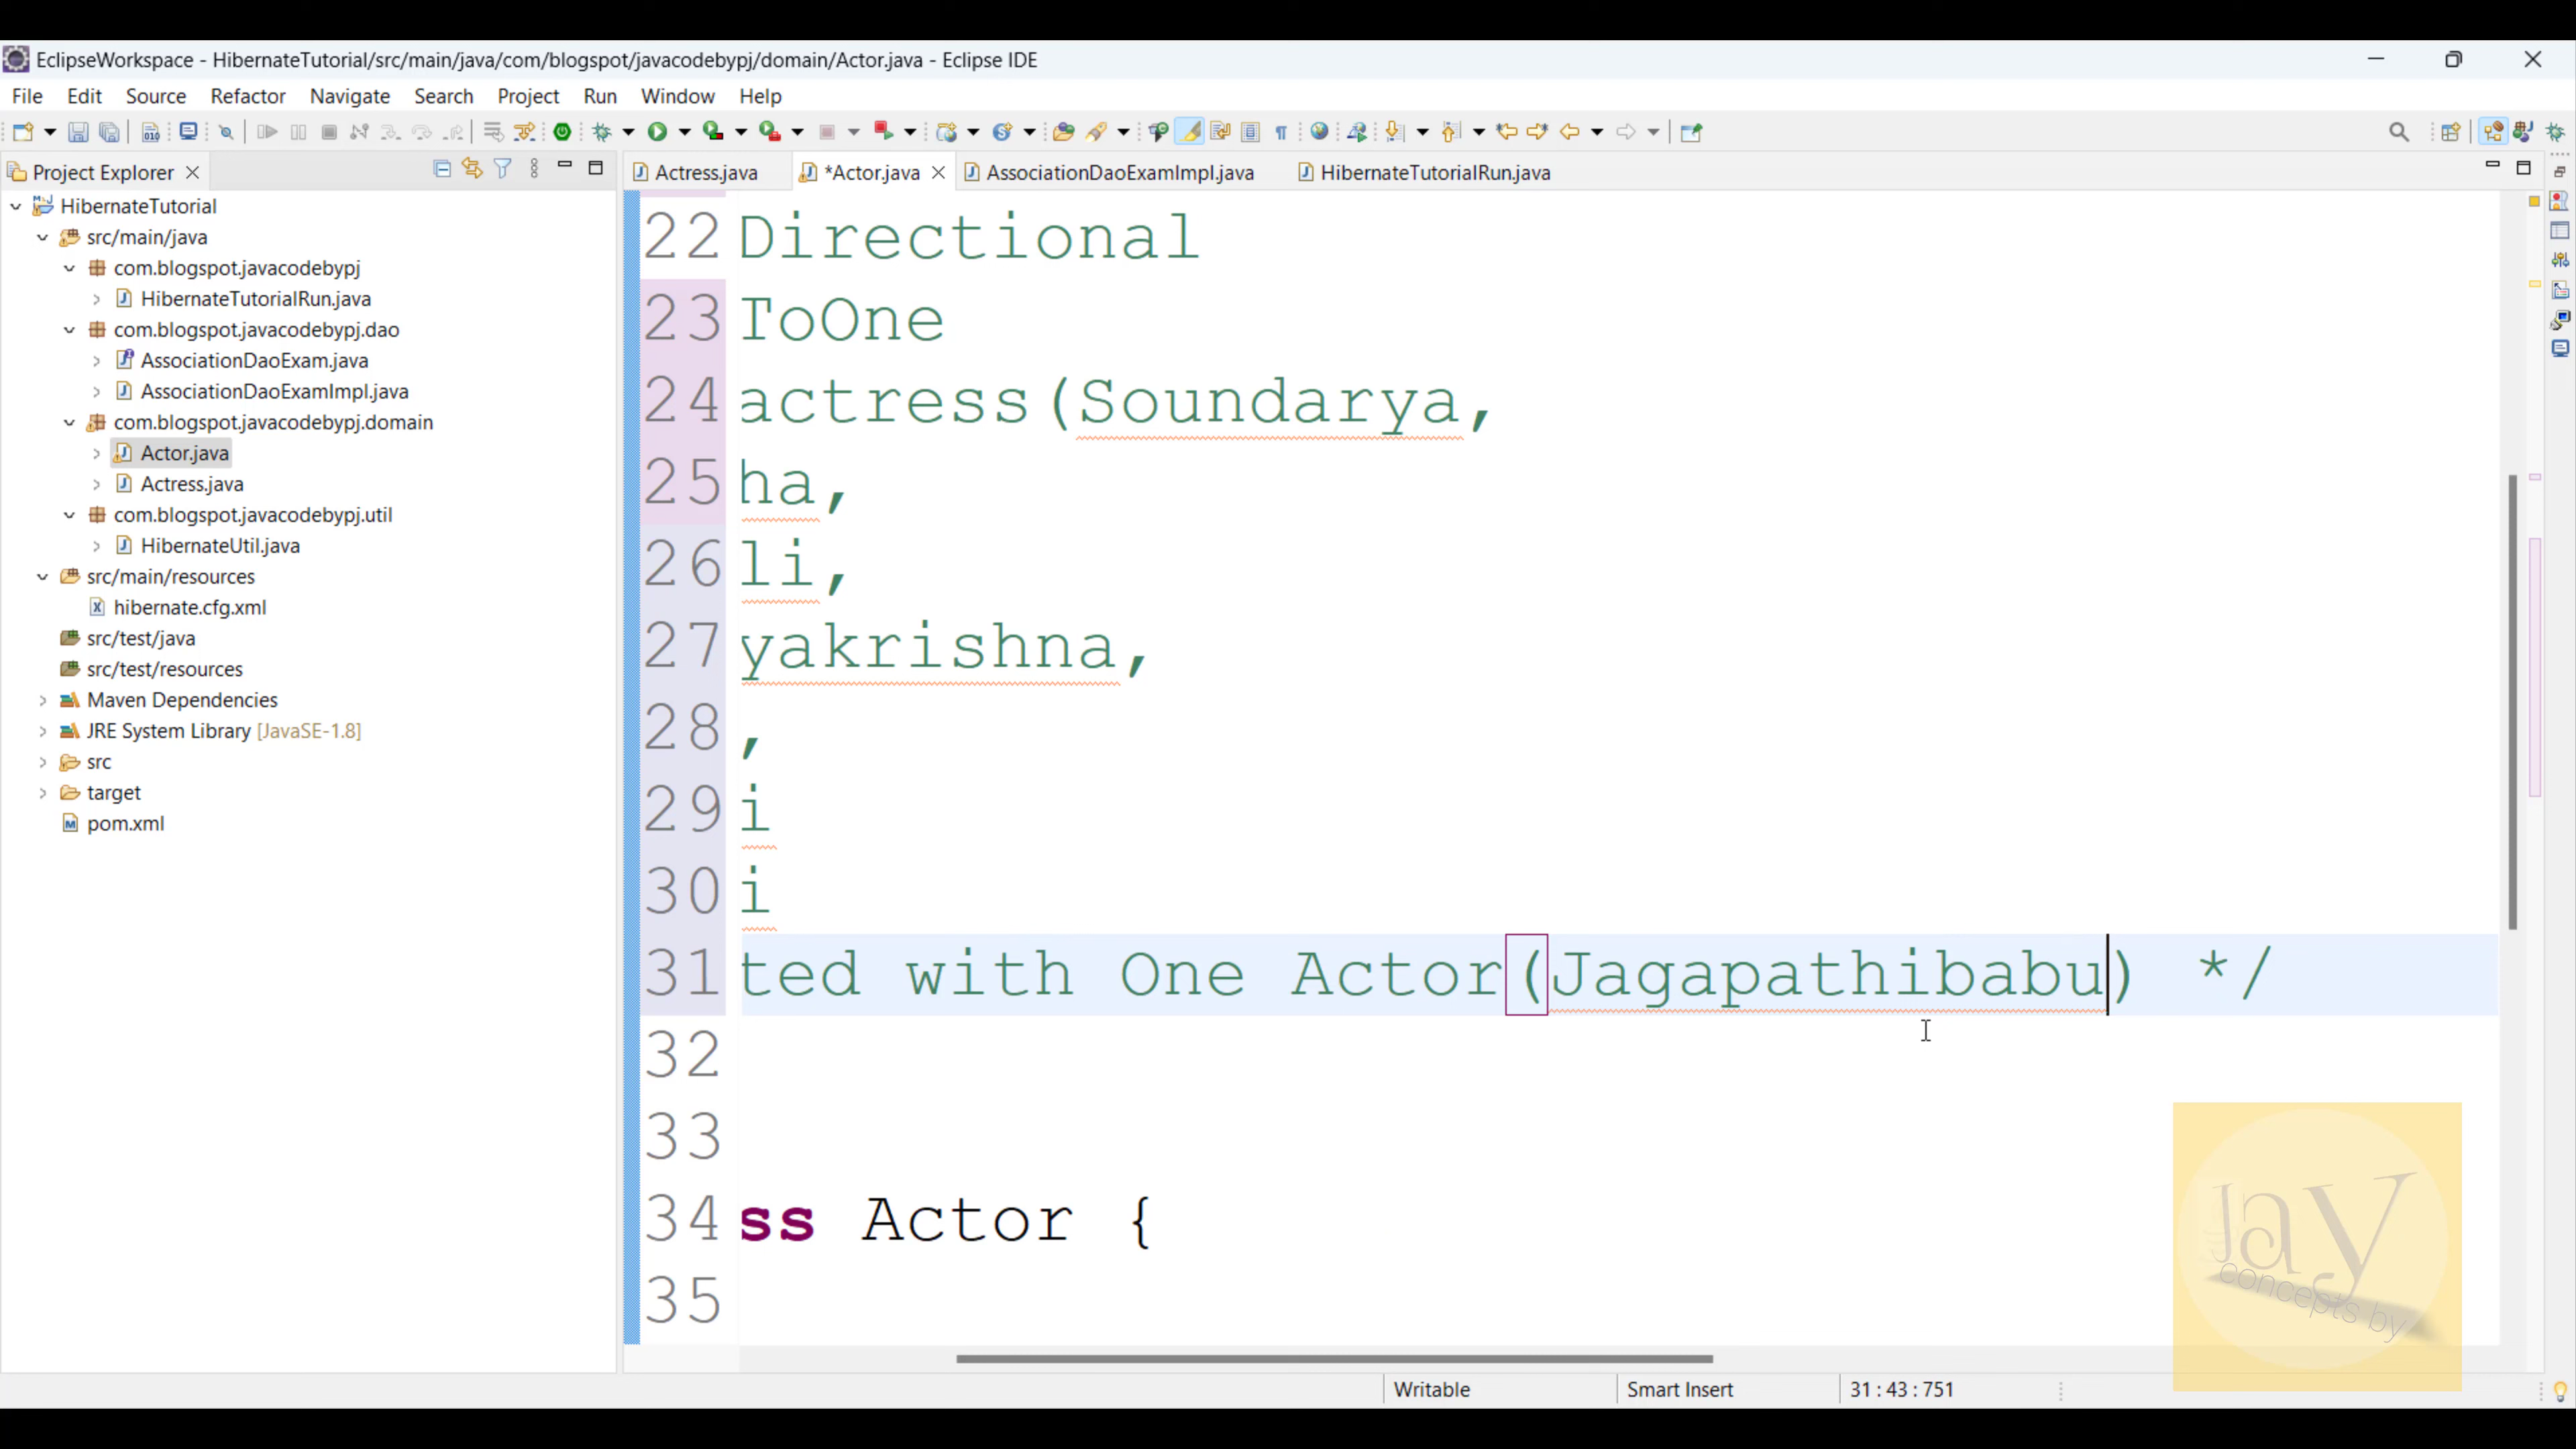 EclipseWorkspace - HibernateTutorial/src/main/java/com/blogspot/javacodebypj/domain/Actor.java - Eclipse IDE
File Edit Source Refactor Navigate Search Project Run Window Help
Project Explorer
HibernateTutorial
src/main/java
com.blogspot.javacodebypj
HibernateTutorialRun.java
com.blogspot.javacodebypj.dao
AssociationDaoExam.java
AssociationDaoExamImpl.java
com.blogspot.javacodebypj.domain
Actor.java
Actress.java
com.blogspot.javacodebypj.util
HibernateUtil.java
src/main/resources
hibernate.cfg.xml
src/test/java
src/test/resources
Maven Dependencies
JRE System Library [JavaSE-1.8]
src
target
pom.xml
Actress.java *Actor.java AssociationDaoExamImpl.java HibernateTutorialRun.java
22 Directional
23 ToOne
24 actress(Soundarya,
25 ha,
26 li,
27 yakrishna,
28 ,
29 i
30 i
31 ted with One Actor(Jagapathibabu) */
32
33
34 ss Actor {
35
Writable Smart Insert 31 : 43 : 751
Jay
concepts by